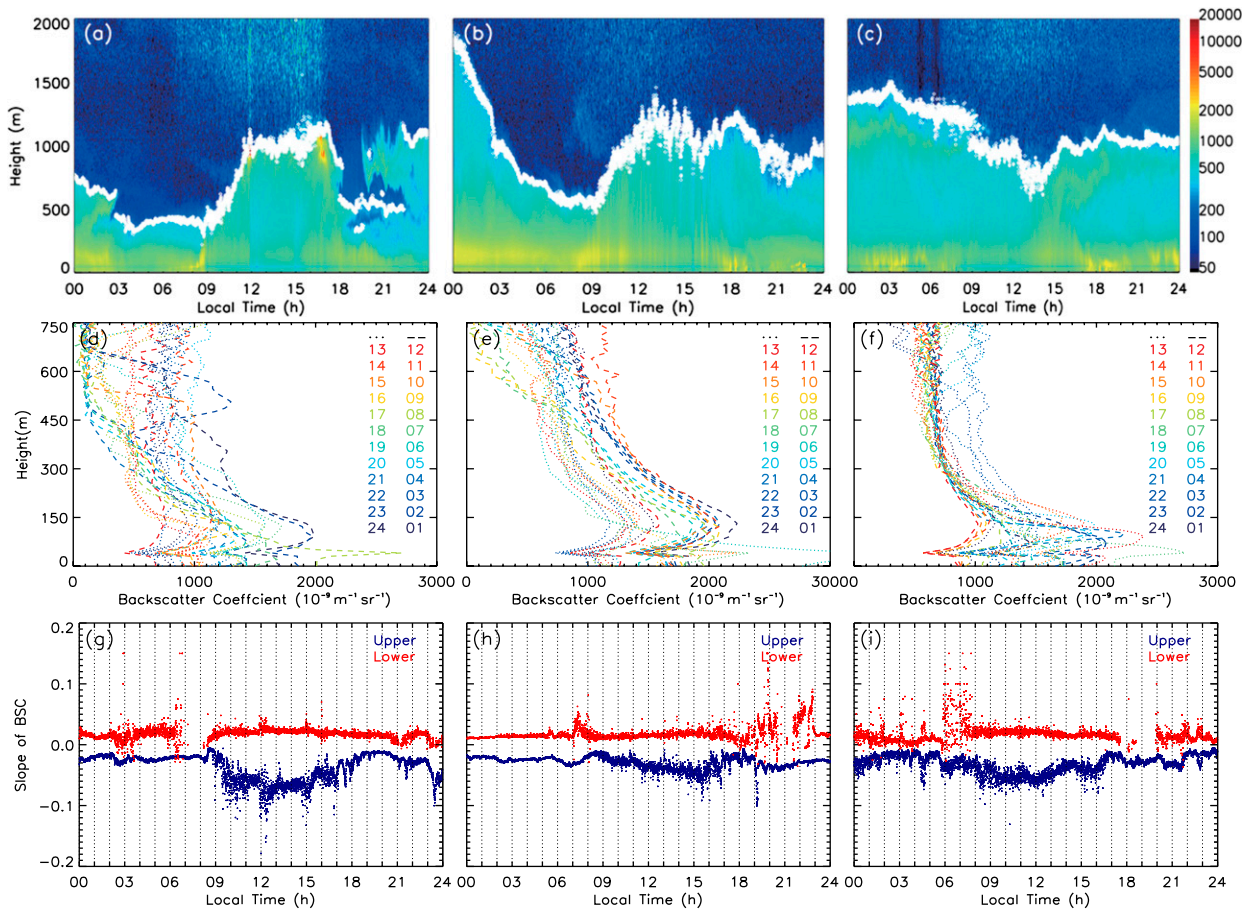 (a)
(b)
(c)
2000
1500
1000
500
0
Height (m)
00 03 06 09 12 15 18 21 24
Local Time (h)
00 03 06 09 12 15 18 21 24
Local Time (h)
00 03 06 09 12 15 18 21 24
Local Time (h)
20000
10000
5000
2000
1000
500
200
100
50
(d)
750
600
450
300
150
0
Height(m)
13 12
14 11
15 10
16 09
17 08
18 07
19 06
20 05
21 04
22 03
23 02
24 01
0 1000 2000 3000
Backscatter Coeffcient (10⁻⁹ m⁻¹ sr⁻¹)
(e)
13 12
14 11
15 10
16 09
17 08
18 07
19 06
20 05
21 04
22 03
23 02
24 01
0 1000 2000 3000
Backscatter Coeffcient (10⁻⁹ m⁻¹ sr⁻¹)
(f)
13 12
14 11
15 10
16 09
17 08
18 07
19 06
20 05
21 04
22 03
23 02
24 01
0 1000 2000 3000
Backscatter Coeffcient (10⁻⁹ m⁻¹ sr⁻¹)
(g)
Upper
Lower
0.2
0.1
0.0
−0.1
−0.2
Slope of BSC
00 03 06 09 12 15 18 21 24
Local Time (h)
(h)
Upper
Lower
00 03 06 09 12 15 18 21 24
Local Time (h)
(i)
Upper
Lower
00 03 06 09 12 15 18 21 24
Local Time (h)